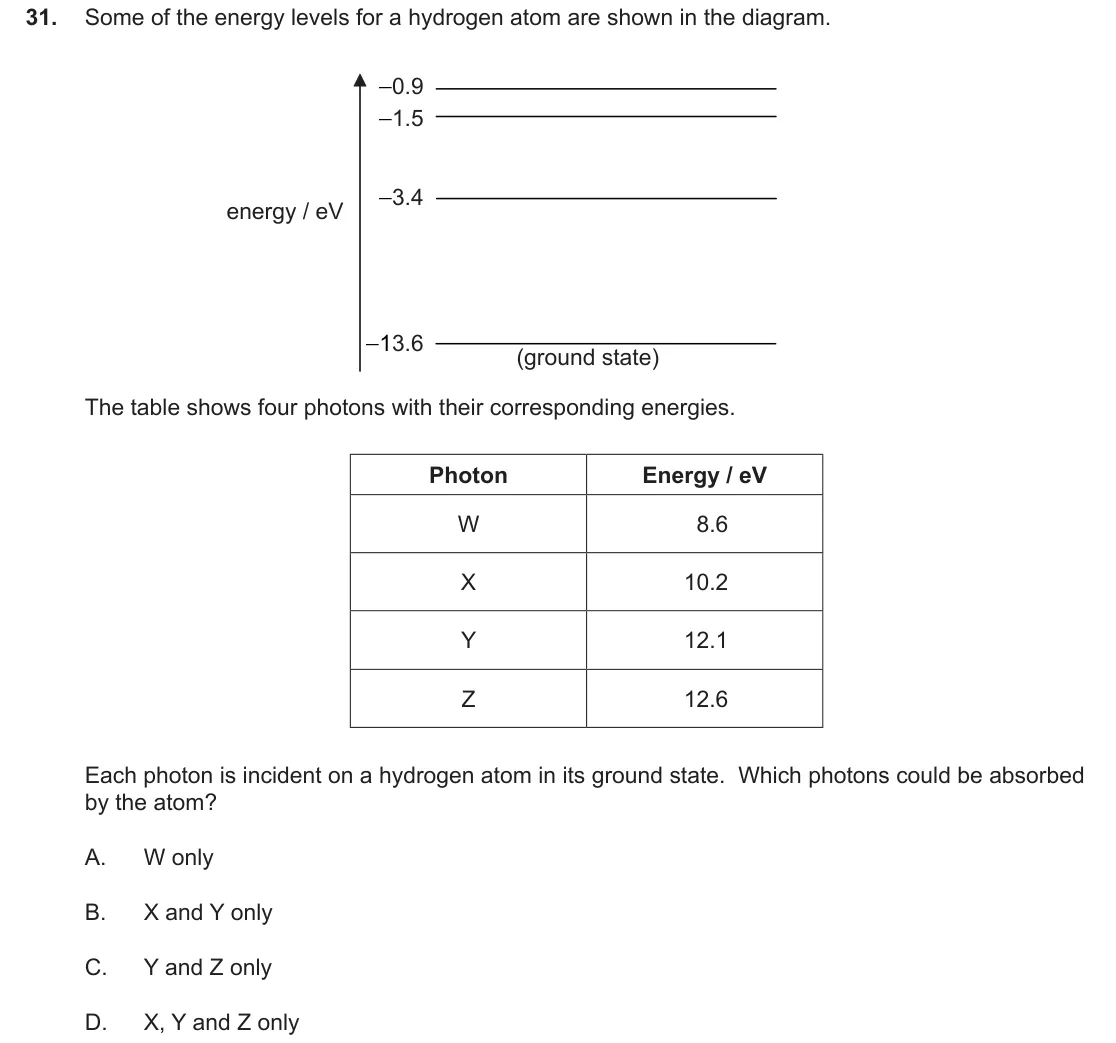 31. Some of the energy levels for a hydrogen atom are shown in the diagram.
–0.9
–1.5
–3.4
energy / eV
–13.6
(ground state)
The table shows four photons with their corresponding energies.
Photon Energy / eV
W 8.6
X 10.2
Y 12.1
Z 12.6
Each photon is incident on a hydrogen atom in its ground state. Which photons could be absorbed
by the atom?
A. W only
B. X and Y only
C. Y and Z only
D. X, Y and Z only